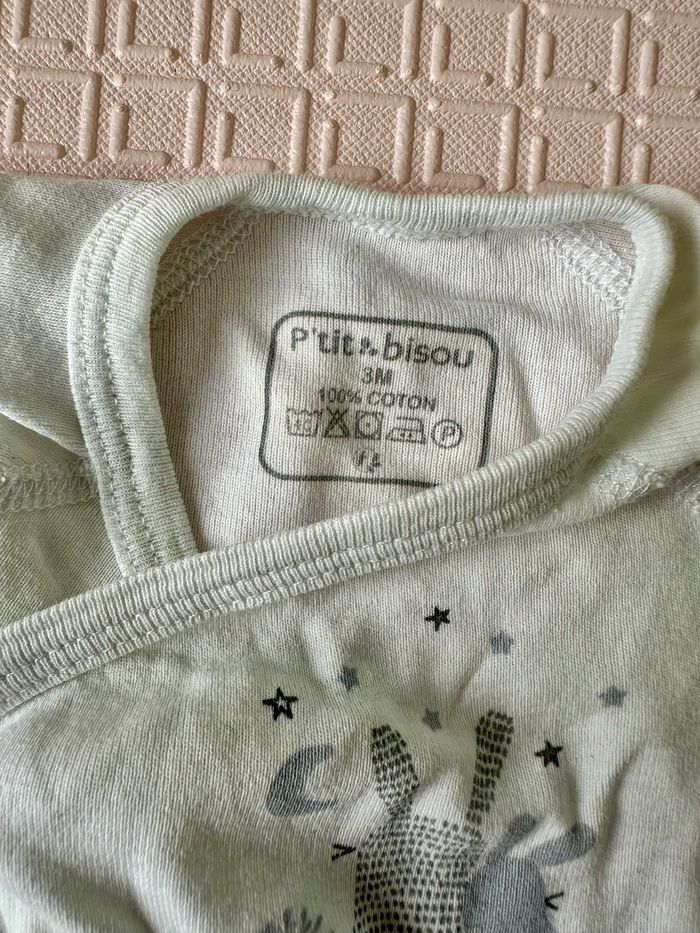 P'tit bisou
3M
100% COTON
P